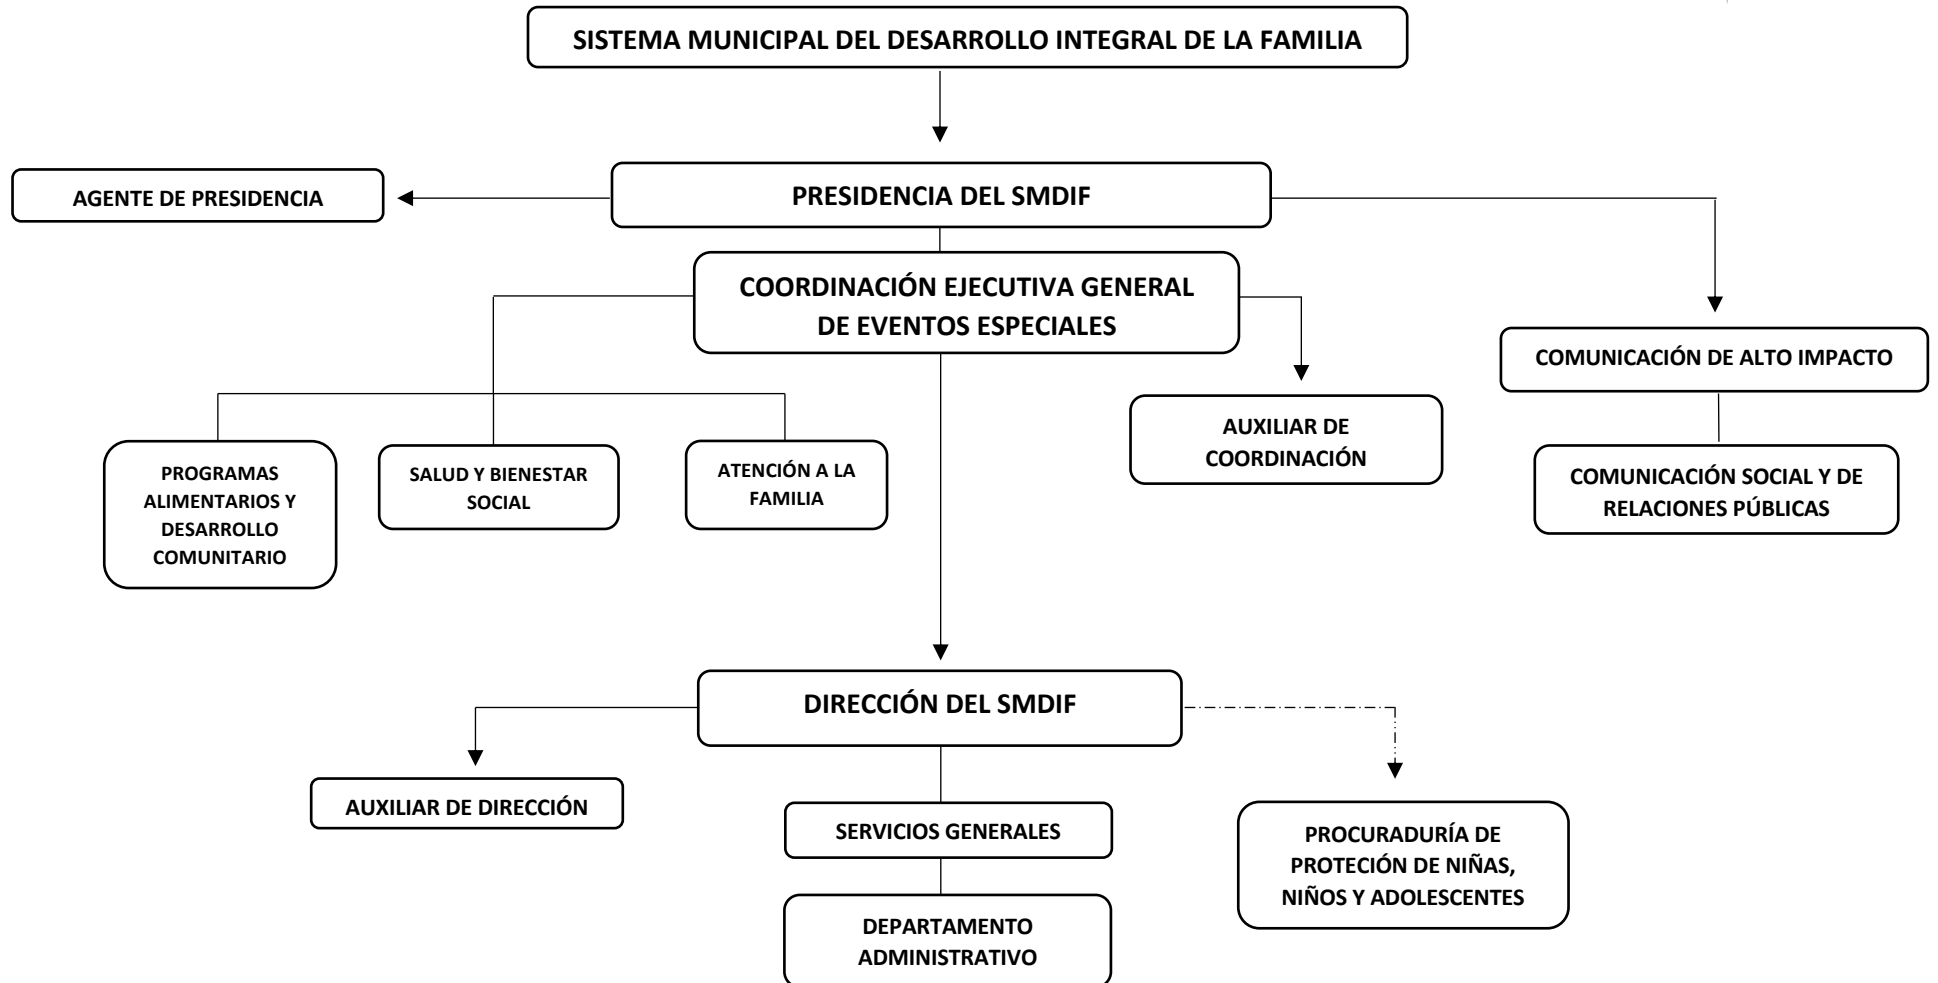 SISTEMA MUNICIPAL DEL DESARROLLO INTEGRAL DE LA FAMILIA
AGENTE DE PRESIDENCIA
PRESIDENCIA DEL SMDIF
COORDINACIÓN EJECUTIVA GENERAL
DE EVENTOS ESPECIALES
COMUNICACIÓN DE ALTO IMPACTO
PROGRAMAS
ALIMENTARIOS Y
DESARROLLO
COMUNITARIO
SALUD Y BIENESTAR
SOCIAL
ATENCIÓN A LA
FAMILIA
AUXILIAR DE
COORDINACIÓN
COMUNICACIÓN SOCIAL Y DE
RELACIONES PÚBLICAS
DIRECCIÓN DEL SMDIF
AUXILIAR DE DIRECCIÓN
SERVICIOS GENERALES
DEPARTAMENTO
ADMINISTRATIVO
PROCURADURÍA DE
PROTECIÓN DE NIÑAS,
NIÑOS Y ADOLESCENTES